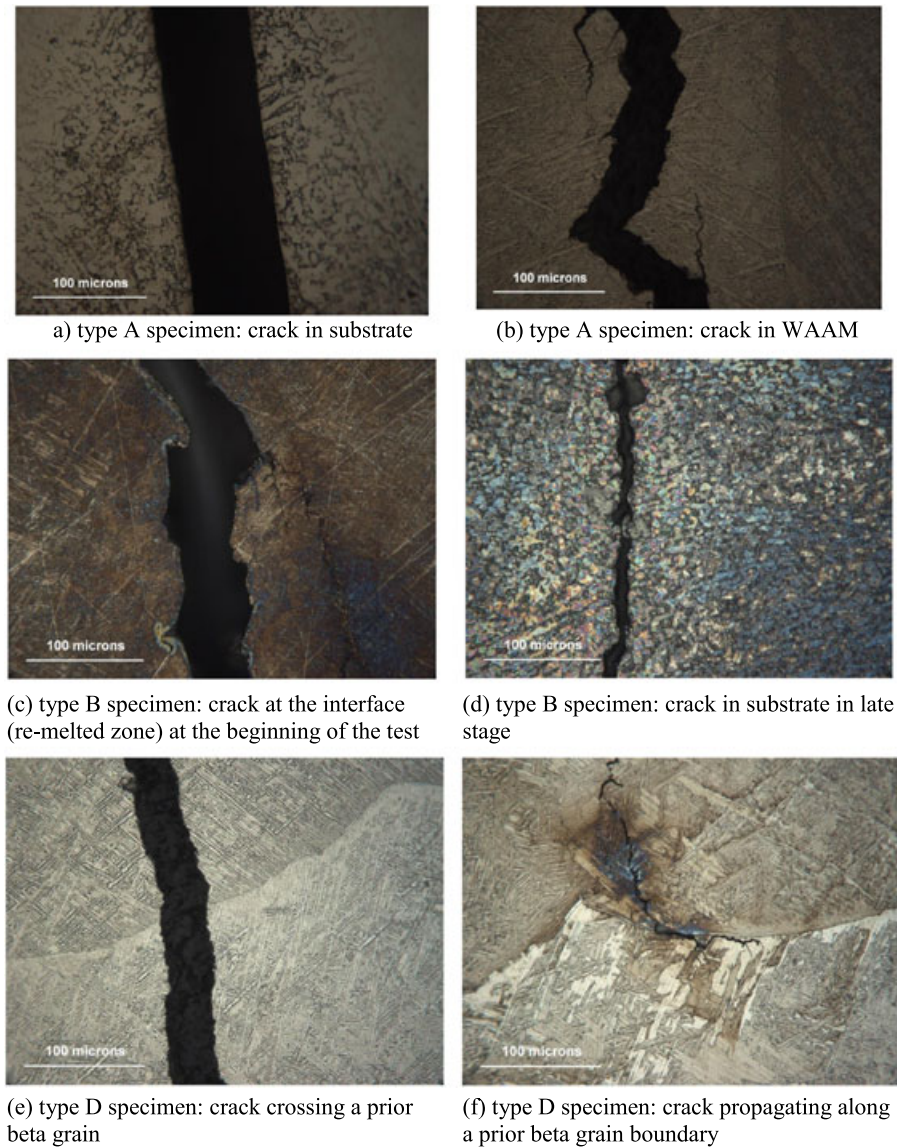 100 microns
100 microns
a) type A specimen: crack in substrate
(b) type A specimen: crack in WAAM
100 microns
100 microns
(c) type B specimen: crack at the interface
(re-melted zone) at the beginning of the test
(d) type B specimen: crack in substrate in late
stage
100 microns
100 microns
(e) type D specimen: crack crossing a prior
beta grain
(f) type D specimen: crack propagating along
a prior beta grain boundary